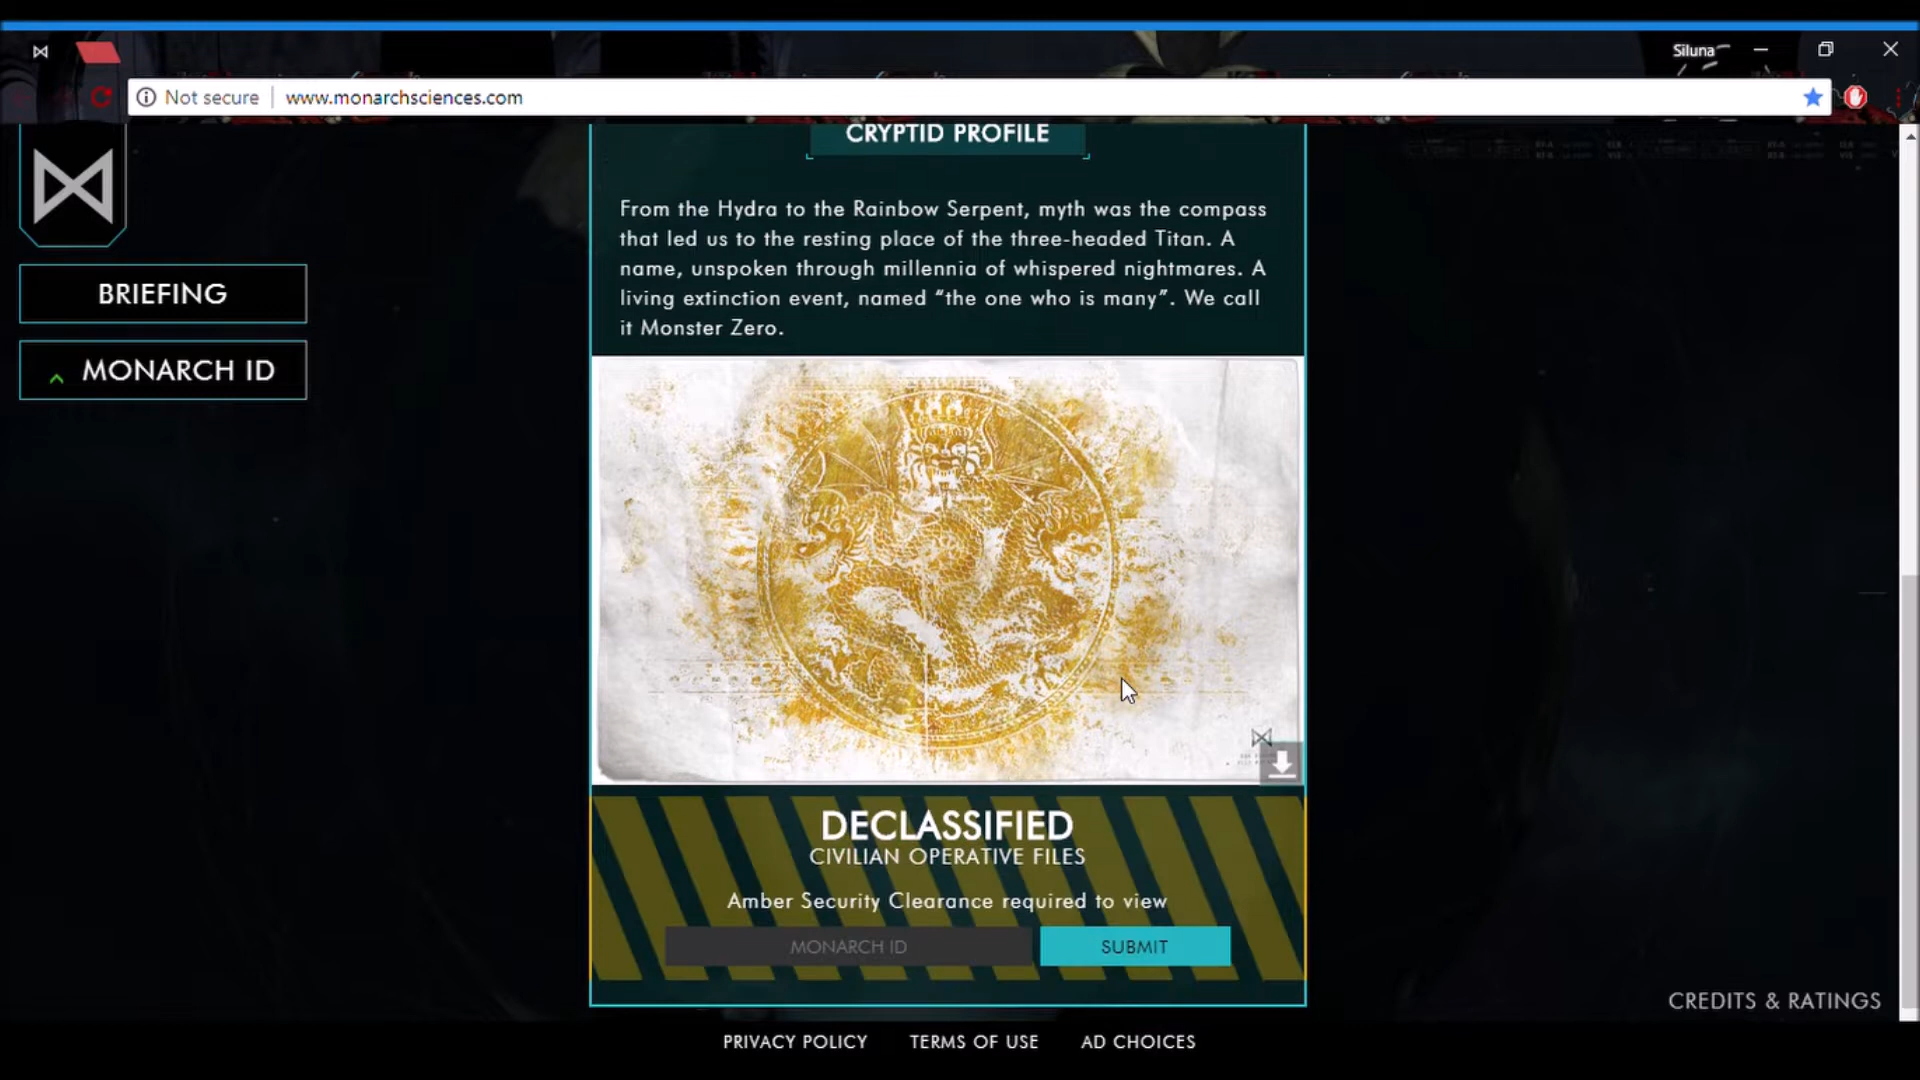 Siluna
Not secure
www.monarchsciences.com
CRYPTID PROFILE
BRIEFING
MONARCH ID
From the Hydra to the Rainbow Serpent, myth was the compass
that led us to the resting place of the three-headed Titan. A
name, unspoken through millennia of whispered nightmares. A
living extinction event, named “the one who is many”. We call
it Monster Zero.
DECLASSIFIED
CIVILIAN OPERATIVE FILES
Amber Security Clearance required to view
MONARCH ID
SUBMIT
CREDITS & RATINGS
PRIVACY POLICY
TERMS OF USE
AD CHOICES